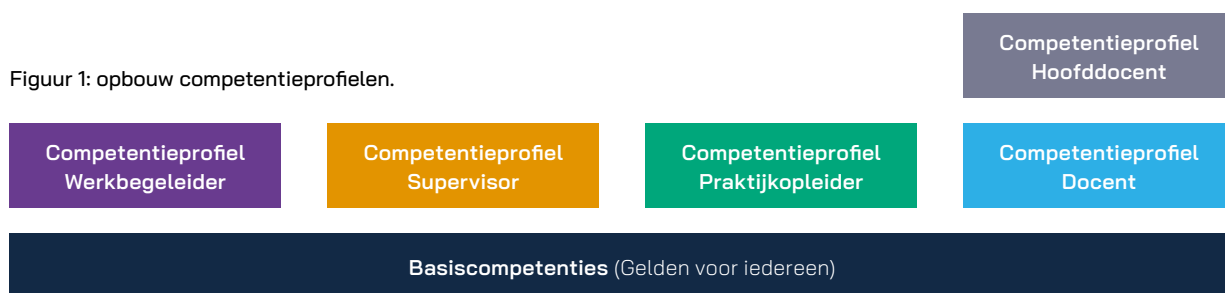 Competentieprofiel
Hoofddocent
Figuur 1: opbouw competentieprofielen.
Competentieprofiel
Werkbegeleider
Competentieprofiel
Supervisor
Competentieprofiel
Praktijkopleider
Competentieprofiel
Docent
Basiscompetenties (Gelden voor iedereen)